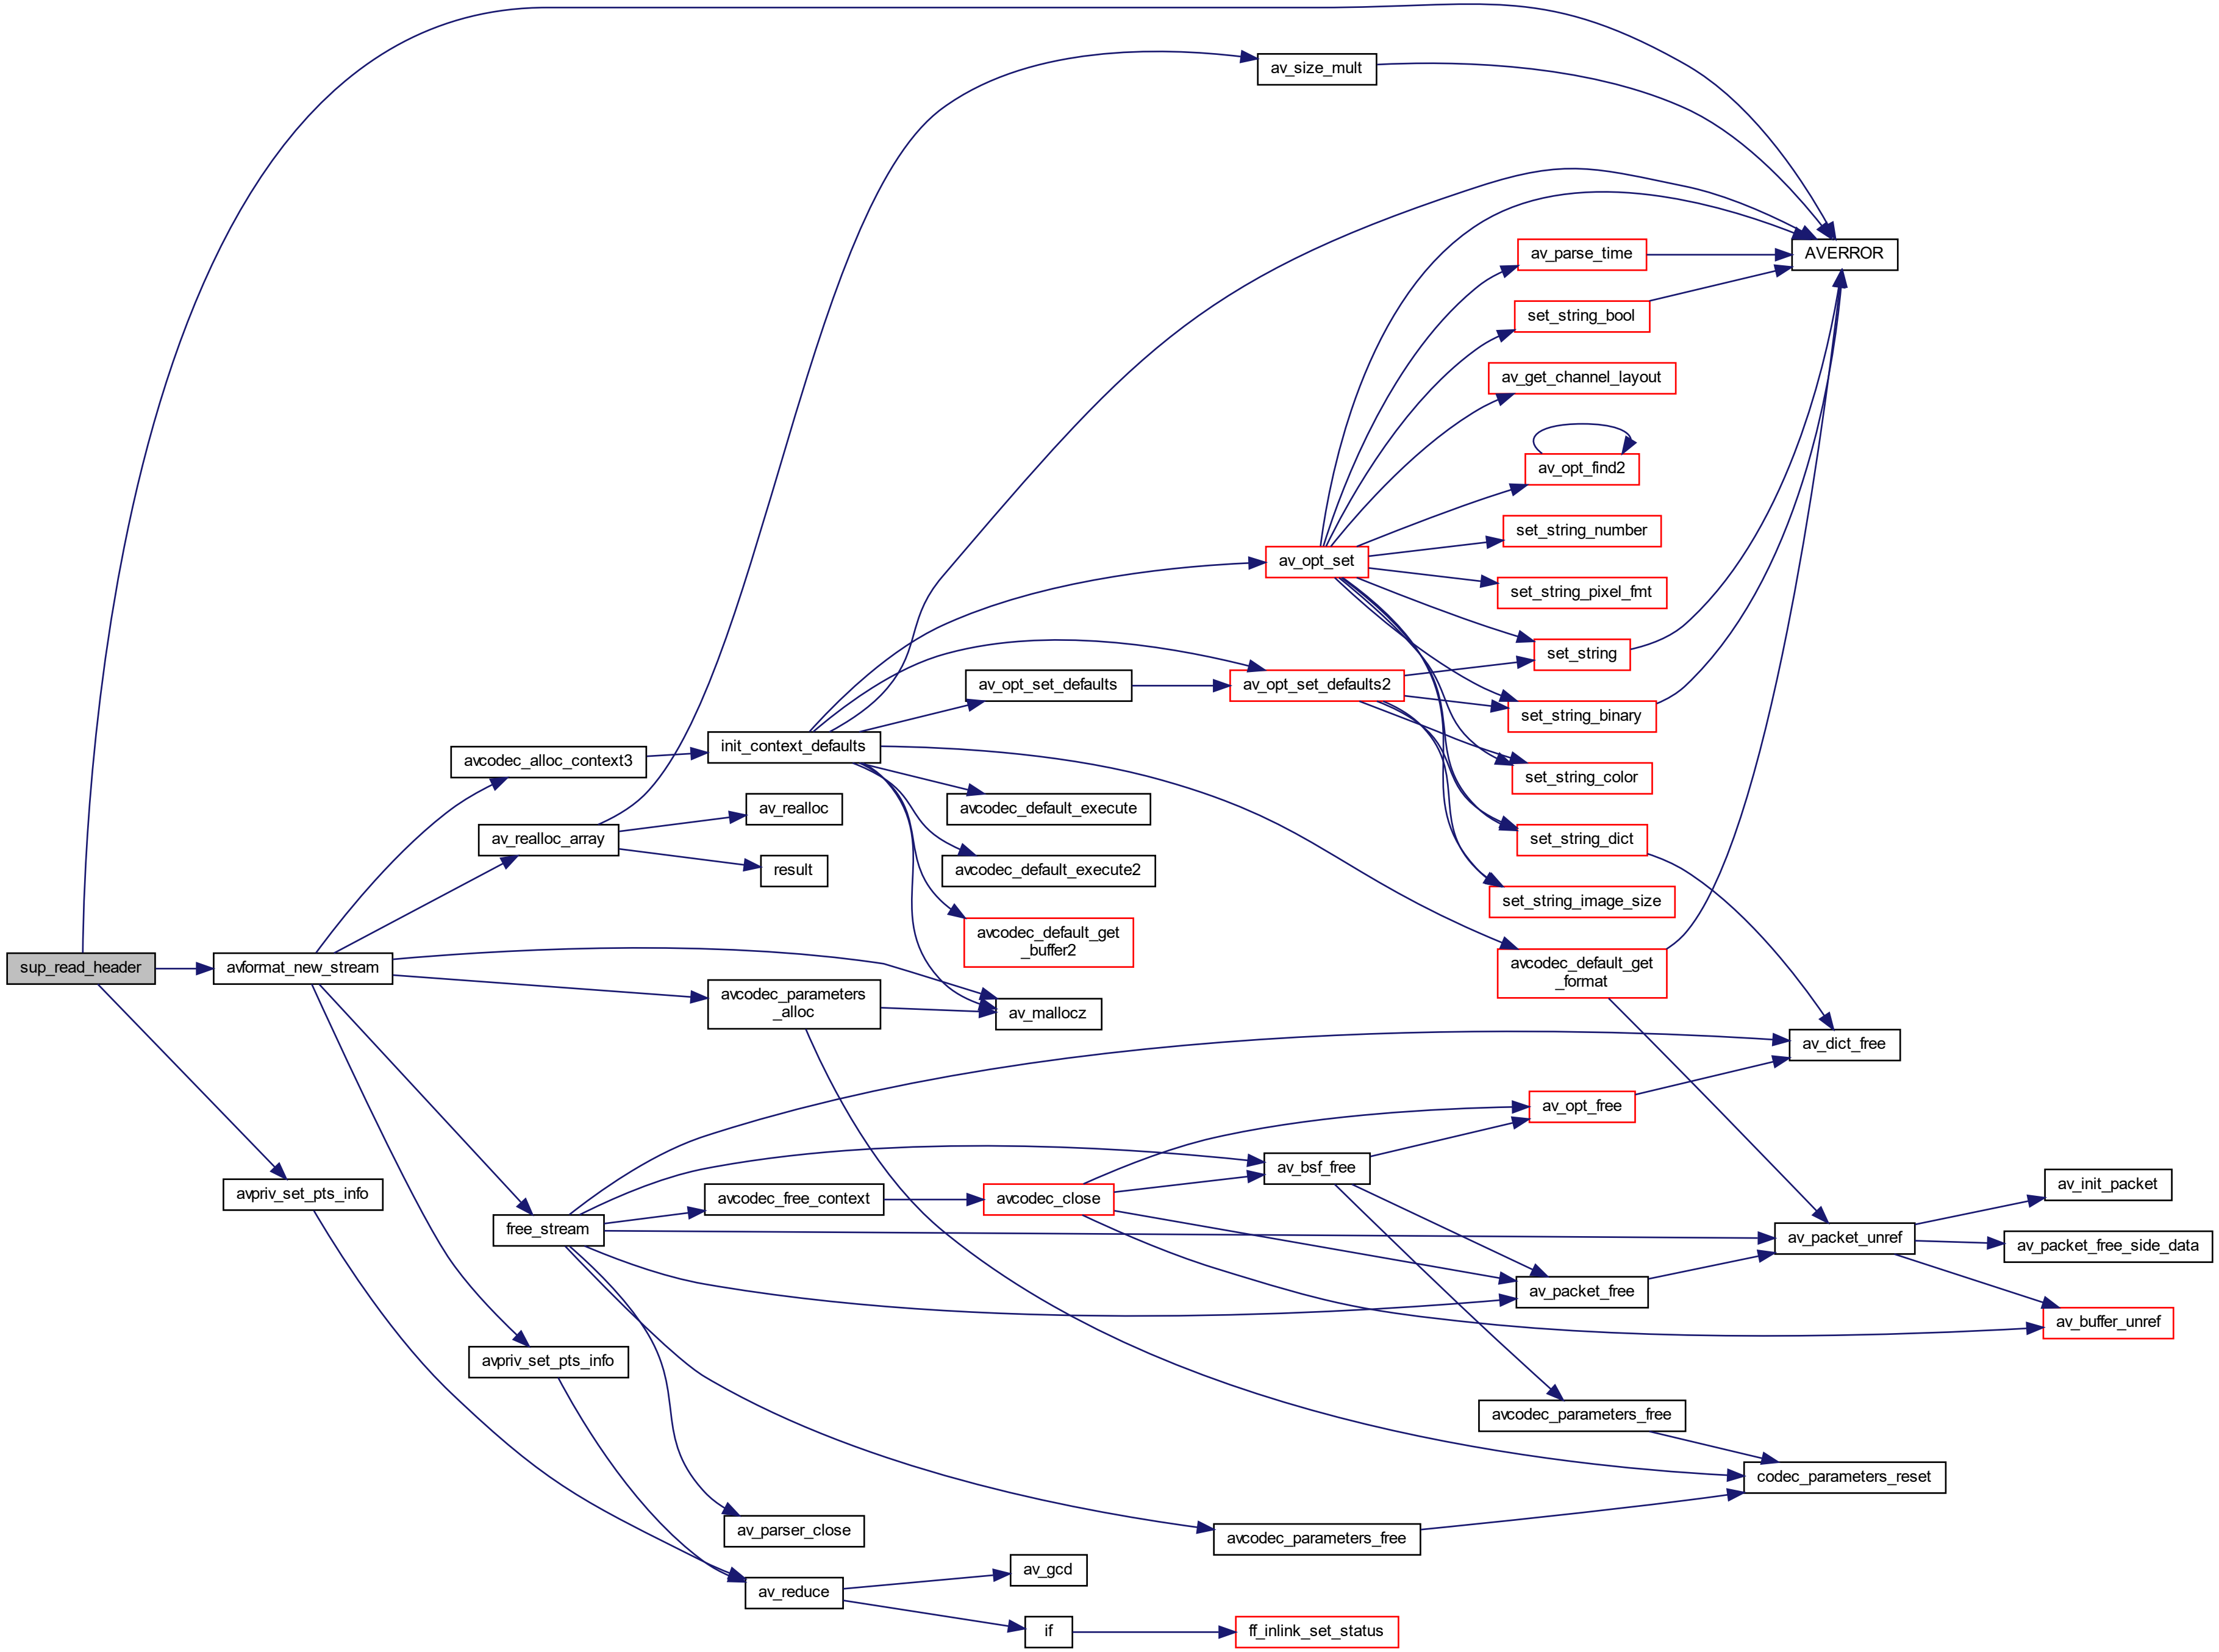 av_size_mult
AVERROR
av_parse_time
set_string_bool
av_get_channel_layout
av_opt_find2
set_string_number
av_opt_set
set_string_pixel_fmt
set_string
av_opt_set_defaults
av_opt_set_defaults2
set_string_binary
init_context_defaults
avcodec_alloc_context3
set_string_color
avcodec_default_execute
av_realloc
av_realloc_array
set_string_dict
result
avcodec_default_execute2
set_string_image_size
avcodec_default_get
_buffer2
sup_read_header
avformat_new_stream
avcodec_default_get
_format
avcodec_parameters
_alloc
av_mallocz
av_dict_free
av_opt_free
av_bsf_free
av_init_packet
avpriv_set_pts_info
avcodec_free_context
avcodec_close
free_stream
av_packet_unref
av_packet_free_side_data
av_packet_free
av_buffer_unref
avpriv_set_pts_info
avcodec_parameters_free
codec_parameters_reset
av_parser_close
avcodec_parameters_free
av_gcd
av_reduce
if
ff_inlink_set_status